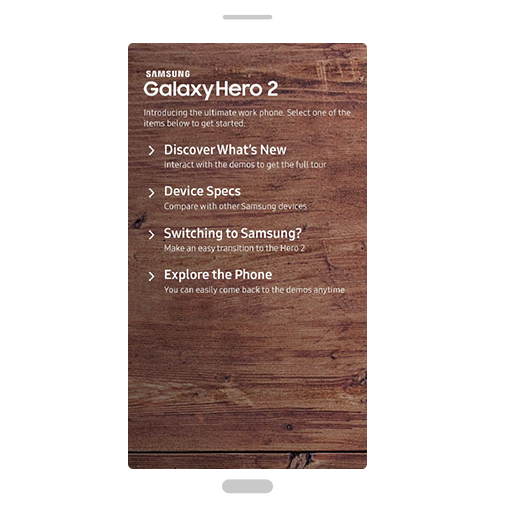 SAMSUNG
GalaxyHero 2
Introducing the ultimate work phone. Select one of the
items below to get started.
Discover What's New
Interact with the demos to get the full tour
Device Specs
Compare with other Samsung devices
Switching to Samsung?
Make an easy transition to the Hero 2
Explore the Phone
You can easily come back to the demos anytime